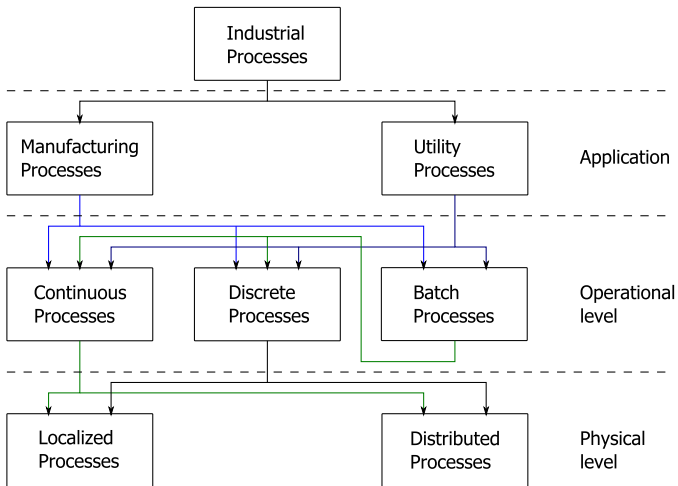 Industrial
Processes
Manufacturing
Processes
Utility
Processes
Application
Continuous
Processes
Discrete
Processes
Batch
Processes
Operational
level
Localized
Processes
Distributed
Processes
Physical
level